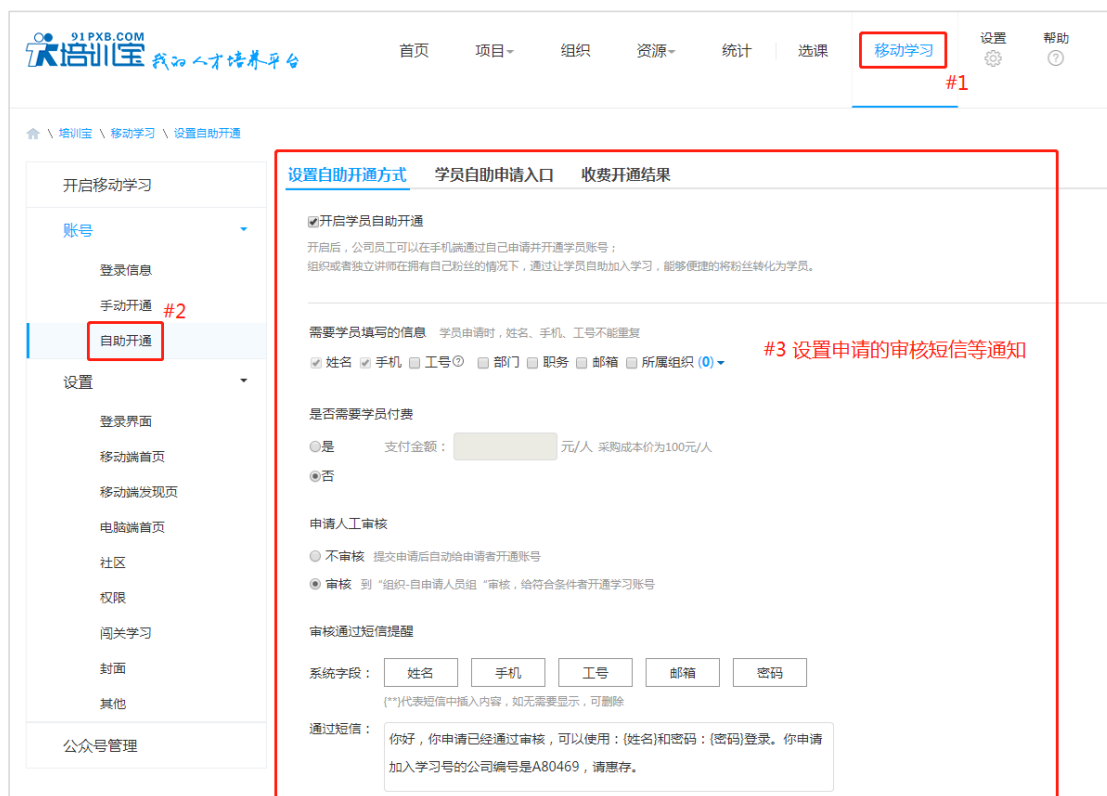 91PXB.COM
培训宝 我的人才培养平台
首页 项目 组织 资源 统计 选课 移动学习 设置 帮助
#1
\ 培训宝 \ 移动学习 \ 设置自助开通
开启移动学习
账号
登录信息
手动开通
#2
自助开通
设置
登录界面
移动端首页
移动端发现页
电脑端首页
社区
权限
闯关学习
封面
其他
公众号管理
设置自助开通方式 学员自助申请入口 收费开通结果
开启学员自助开通
开启后，公司员工可以在手机端通过自己申请并开通学员账号；
组织或者独立讲师在拥有自己粉丝的情况下，通过让学员自助加入学习，能够便捷的将粉丝转化为学员。
需要学员填写的信息 学员申请时，姓名、手机、工号不能重复
#3 设置申请的审核短信等通知
姓名 手机 工号? 部门 职务 邮箱 所属组织 (0)
是否需要学员付费
是 支付金额： 元/人 采购成本价为100元/人
否
申请人工审核
不审核 提交申请后自动给申请者开通账号
审核 到“组织-自申请人员组“审核，给符合条件者开通学习账号
审核通过短信提醒
系统字段： 姓名 手机 工号 邮箱 密码
{**}代表短信中插入内容，如无需要显示，可删除
通过短信： 你好，你申请已经通过审核，可以使用：{姓名}和密码：{密码}登录。你申请
加入学习号的公司编号是A80469，请惠存。